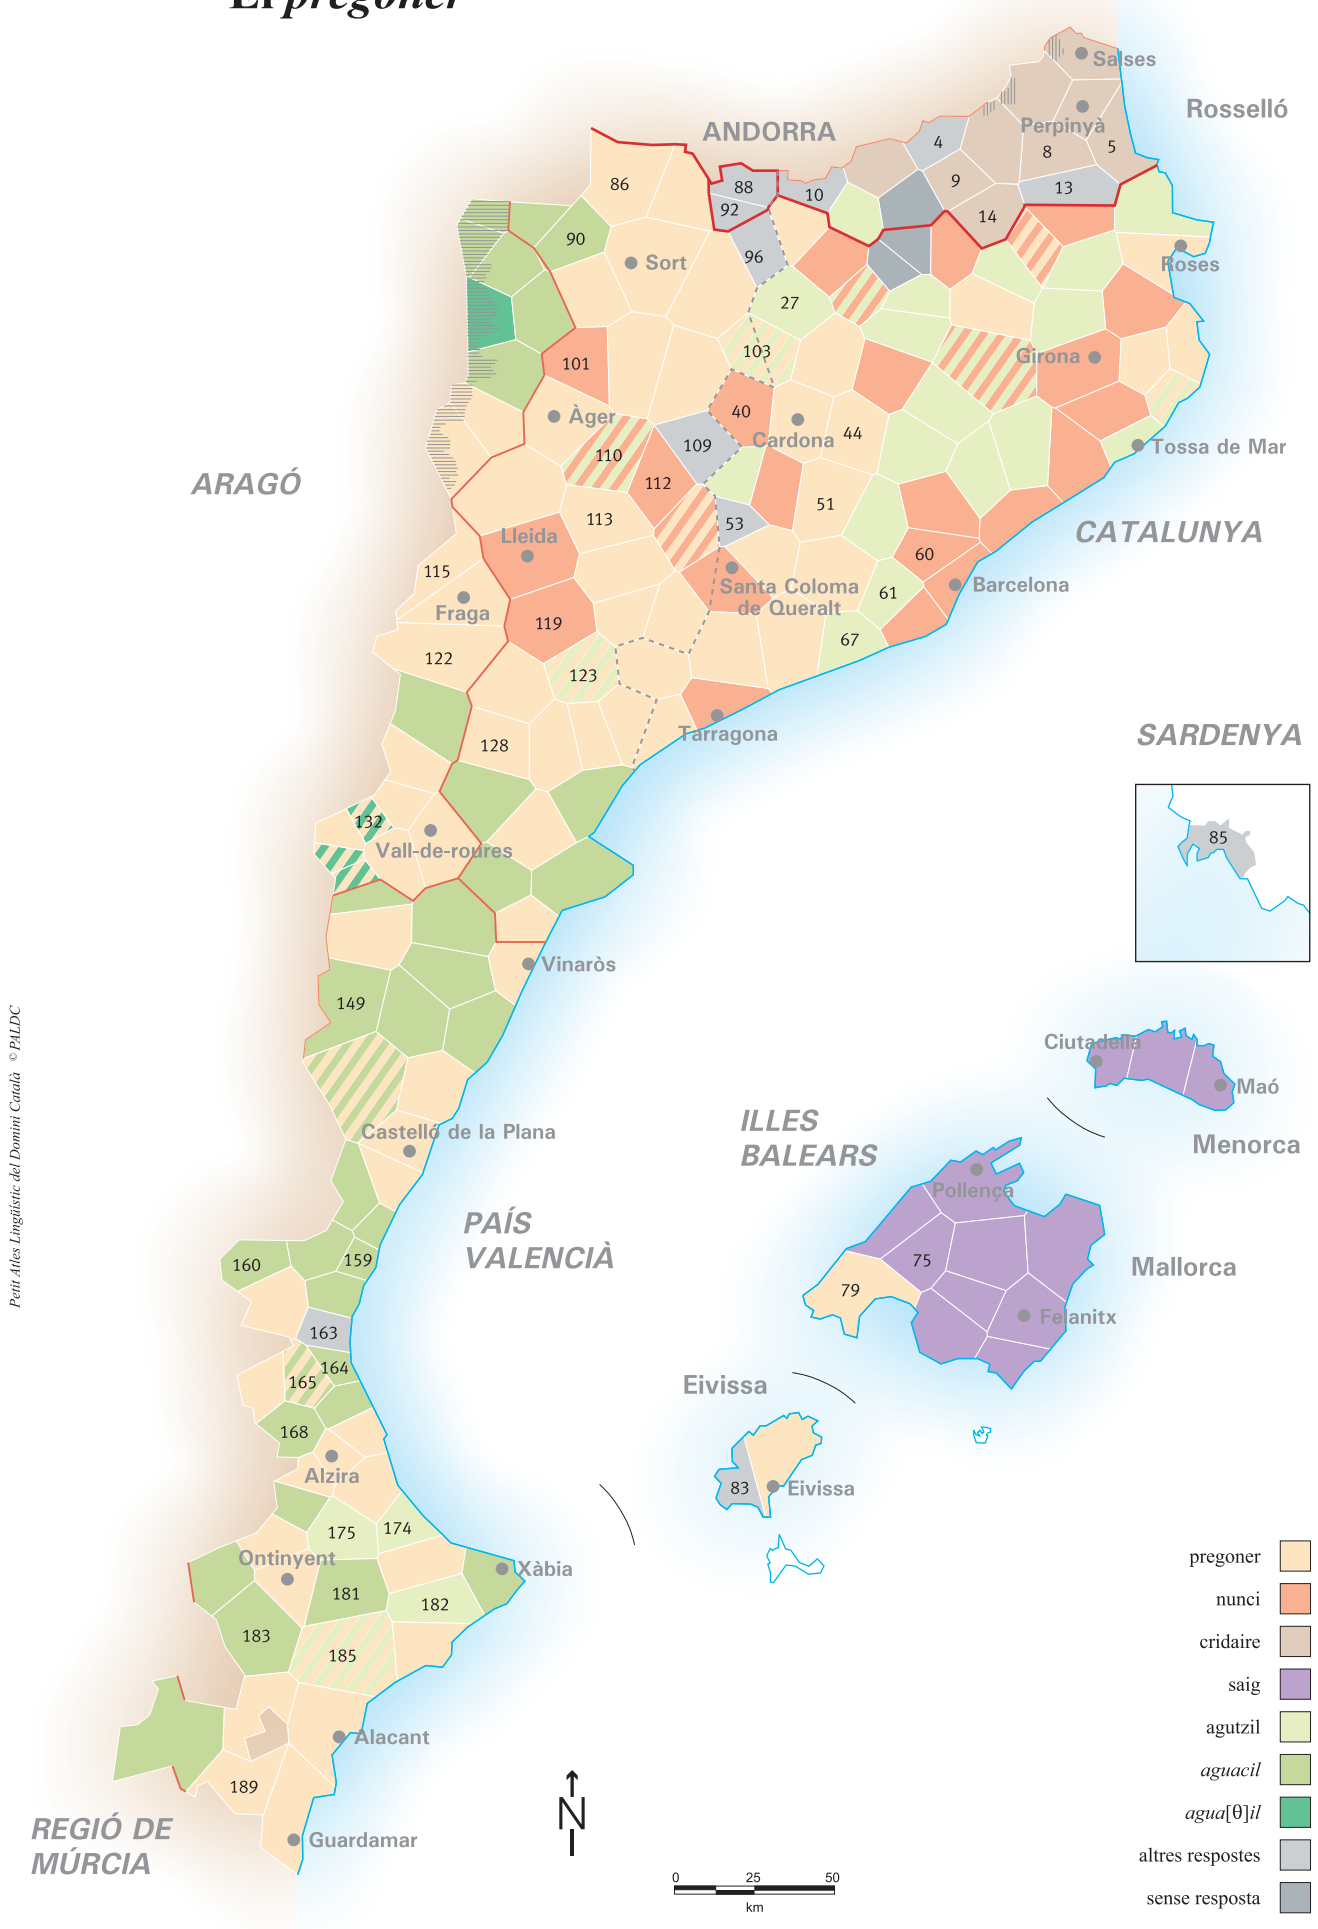 El pregoner
Salses
Rosselló
Perpinyà
ANDORRA
4
8
5
9
13
86
88
10
92
14
90
96
Sort
Roses
27
103
Girona
101
40
Àger
Cardona
44
109
110
Tossa de Mar
112
ARAGÓ
51
113
53
CATALUNYA
Lleida
60
115
Santa Coloma
de Queralt
Barcelona
61
Fraga
119
67
122
123
128
Tarragona
SARDENYA
132
85
Vall-de-roures
Vinaròs
149
Ciutadella
Maó
Menorca
ILLES
BALEARS
Castelló de la Plana
Pollença
PAÍS
VALENCIÀ
75
Mallorca
159
160
79
Felanitx
163
164
165
Eivissa
168
Alzira
83
Eivissa
175
174
Ontinyent
Xàbia
181
182
183
185
Alacant
189
REGIÓ DE
MÚRCIA
Guardamar
N
0 25 50
km
pregoner
nunci
cridaire
saig
agutzil
aguacil
agua[θ]il
altres respostes
sense resposta
Petit Atles Lingüístic del Domini Català © PALDC